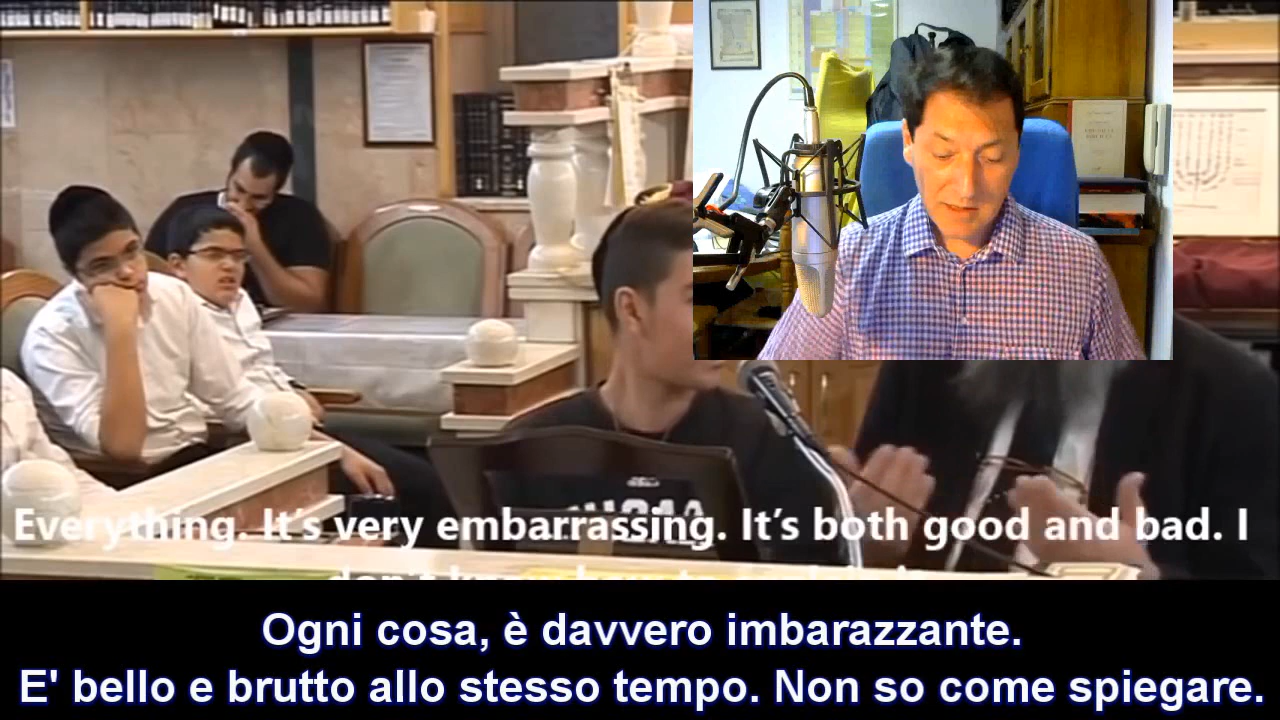 Everything. It's very embarrassing. It's both good and bad. I
Ogni cosa, è davvero imbarazzante.
E' bello e brutto allo stesso tempo. Non so come spiegare.